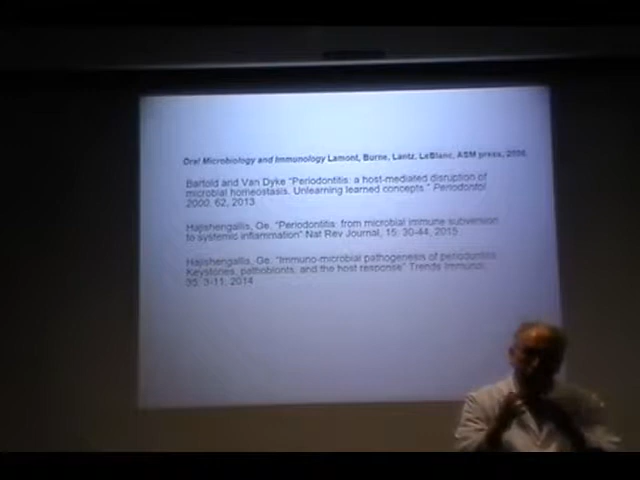 Oral Microbiology and Immunology Lamont, Burne, Lantz, LeBlanc, ASM press, 2006.
Bartold and Van Dyke "Periodontitis: a host-mediated disruption of
microbial homeostasis. Unlearning learned concepts." Periodontol
2000, 62, 2013
Hajishengallis, Ge. "Periodontitis: from microbial immune subversion
to systemic inflammation" Nat Rev Journal, 15: 30-44, 2015
Hajishengallis, Ge. "Immuno-microbial pathogenesis of periodontitis
Keystones, pathobionts, and the host response" Trends Immunol,
35: 3-11, 2014